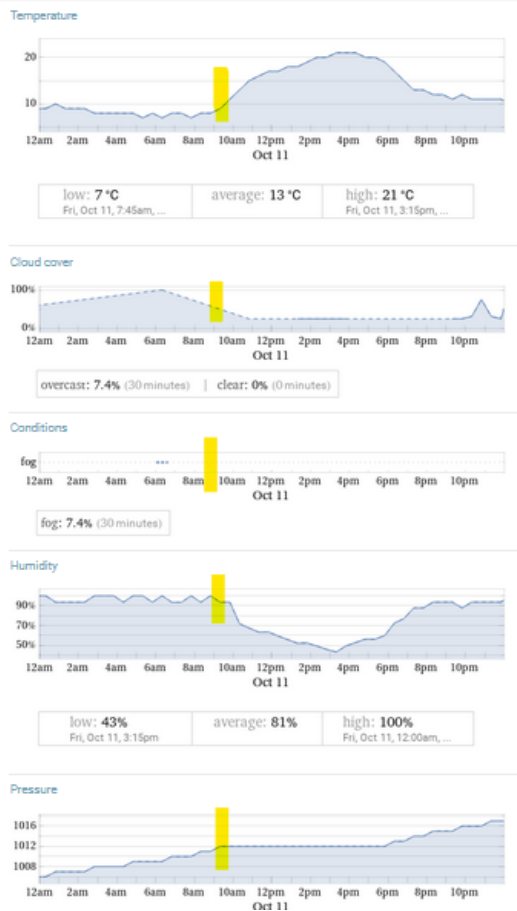 Temperature
20
10
12am 2am 4am 6am 8am 10am 12pm 2pm 4pm 6pm 8pm 10pm
Oct 11
low: 7 °C average: 13 °C high: 21 °C
Fri, Oct 11, 7:45am, ... Fri, Oct 11, 3:15pm, ...
Cloud cover
100%
0%
12am 2am 4am 6am 8am 10am 12pm 2pm 4pm 6pm 8pm 10pm
Oct 11
overcast: 7.4% (30 minutes) | clear: 0% (0 minutes)
Conditions
fog
12am 2am 4am 6am 8am 10am 12pm 2pm 4pm 6pm 8pm 10pm
Oct 11
fog: 7.4% (30 minutes)
Humidity
90%
70%
50%
12am 2am 4am 6am 8am 10am 12pm 2pm 4pm 6pm 8pm 10pm
Oct 11
low: 43% average: 81% high: 100%
Fri, Oct 11, 3:15pm Fri, Oct 11, 12:00am, ...
Pressure
1016
1012
1008
12am 2am 4am 6am 8am 10am 12pm 2pm 4pm 6pm 8pm 10pm
Oct 11